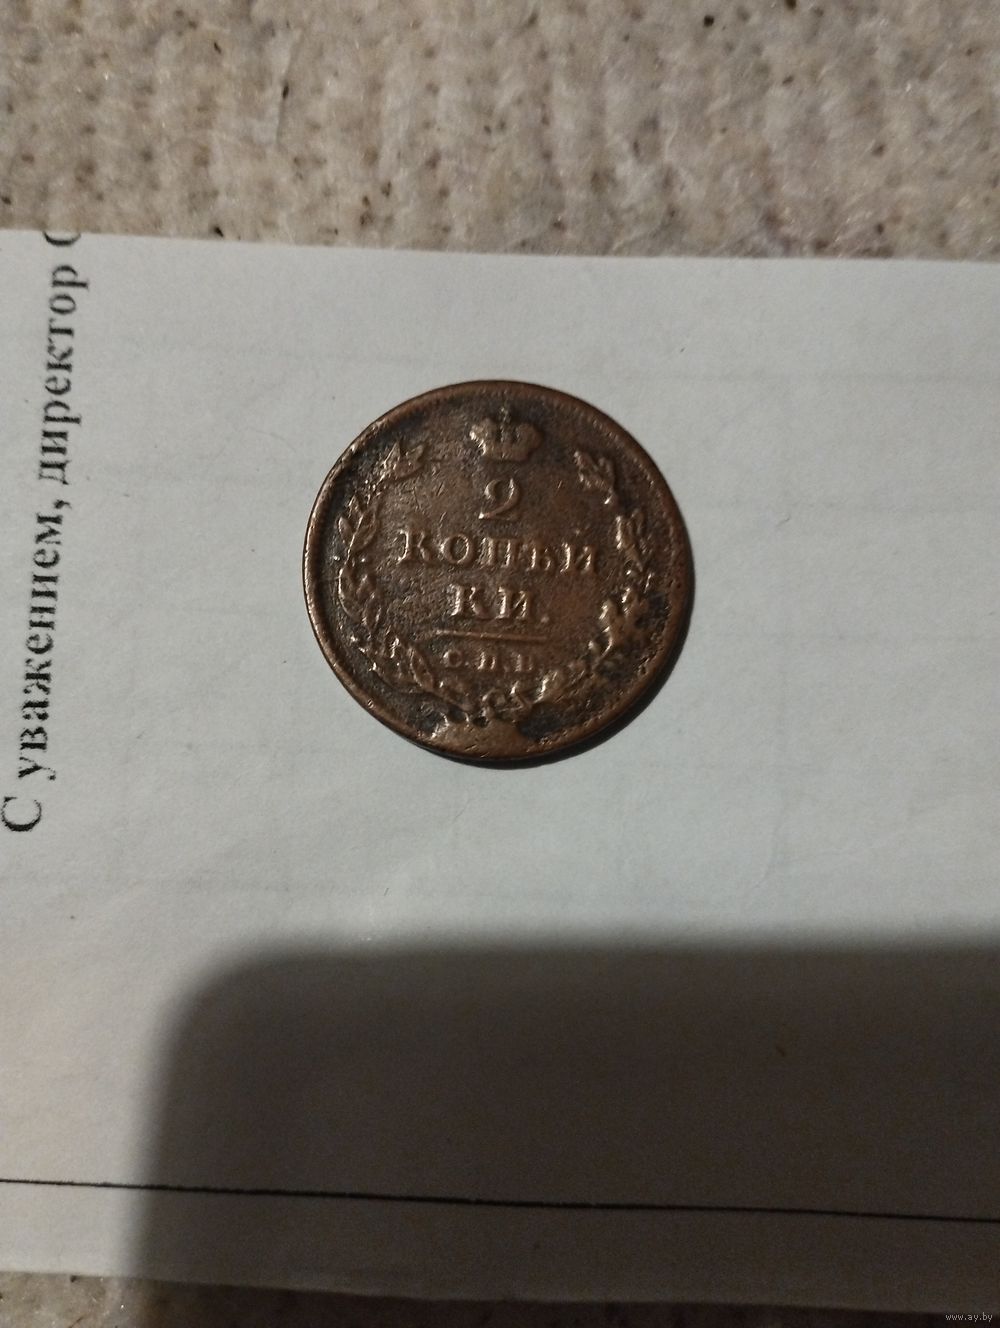 С уважением, директор
2
КОПѢЙ
КИ.
С.П.Б.
www.ay.by